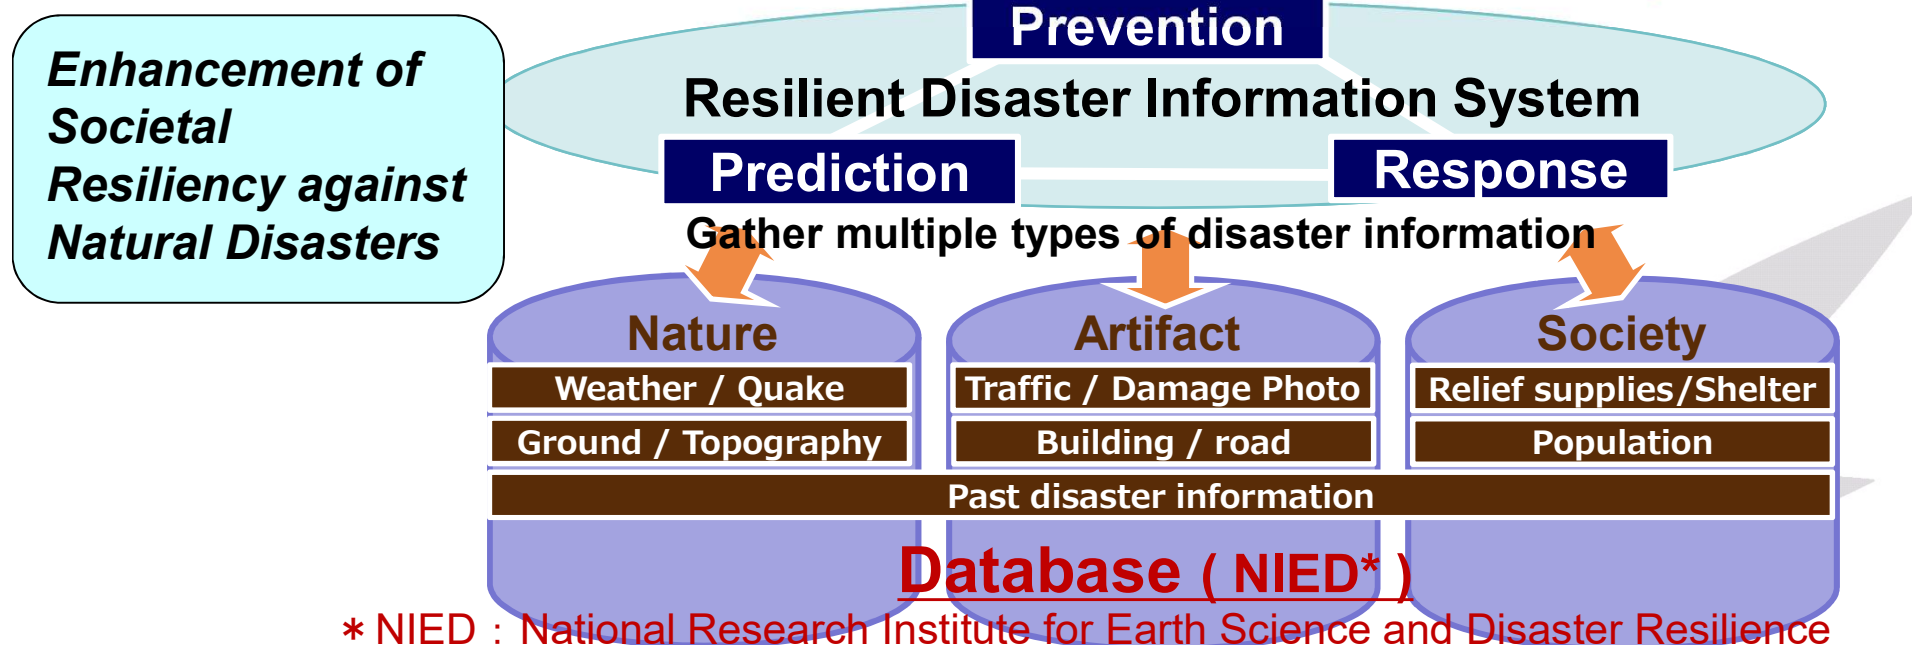 Enhancement of
Societal
Resiliency against
Natural Disasters
Prevention
Resilient Disaster Information System
Prediction
Response
Gather multiple types of disaster information
Nature
Artifact
Society
Weather / Quake
Traffic / Damage Photo
Relief supplies/Shelter
Ground / Topography
Building / road
Population
Past disaster information
Database ( NIED* )
＊NIED：National Research Institute for Earth Science and Disaster Resilience